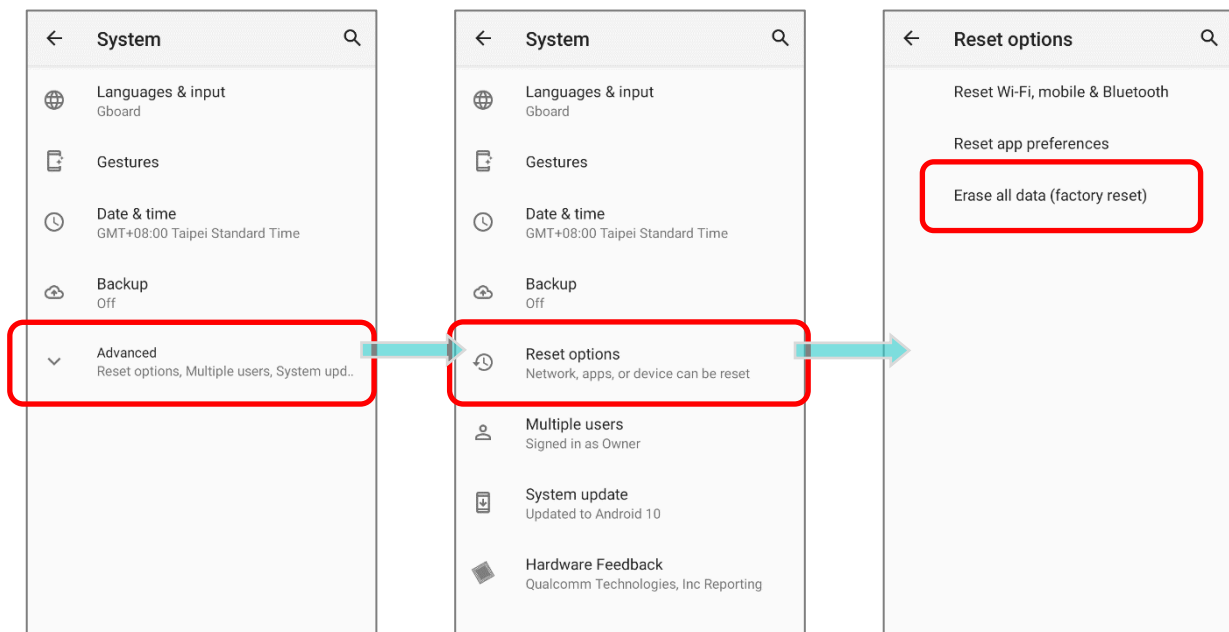 System
Languages & input
Gboard
Gestures
Date & time
GMT+08:00 Taipei Standard Time
Backup
Off
Advanced
Reset options, Multiple users, System upd..
System
Languages & input
Gboard
Gestures
Date & time
GMT+08:00 Taipei Standard Time
Backup
Off
Reset options
Network, apps, or device can be reset
Multiple users
Signed in as Owner
System update
Updated to Android 10
Hardware Feedback
Qualcomm Technologies, Inc Reporting
Reset options
Reset Wi-Fi, mobile & Bluetooth
Reset app preferences
Erase all data (factory reset)